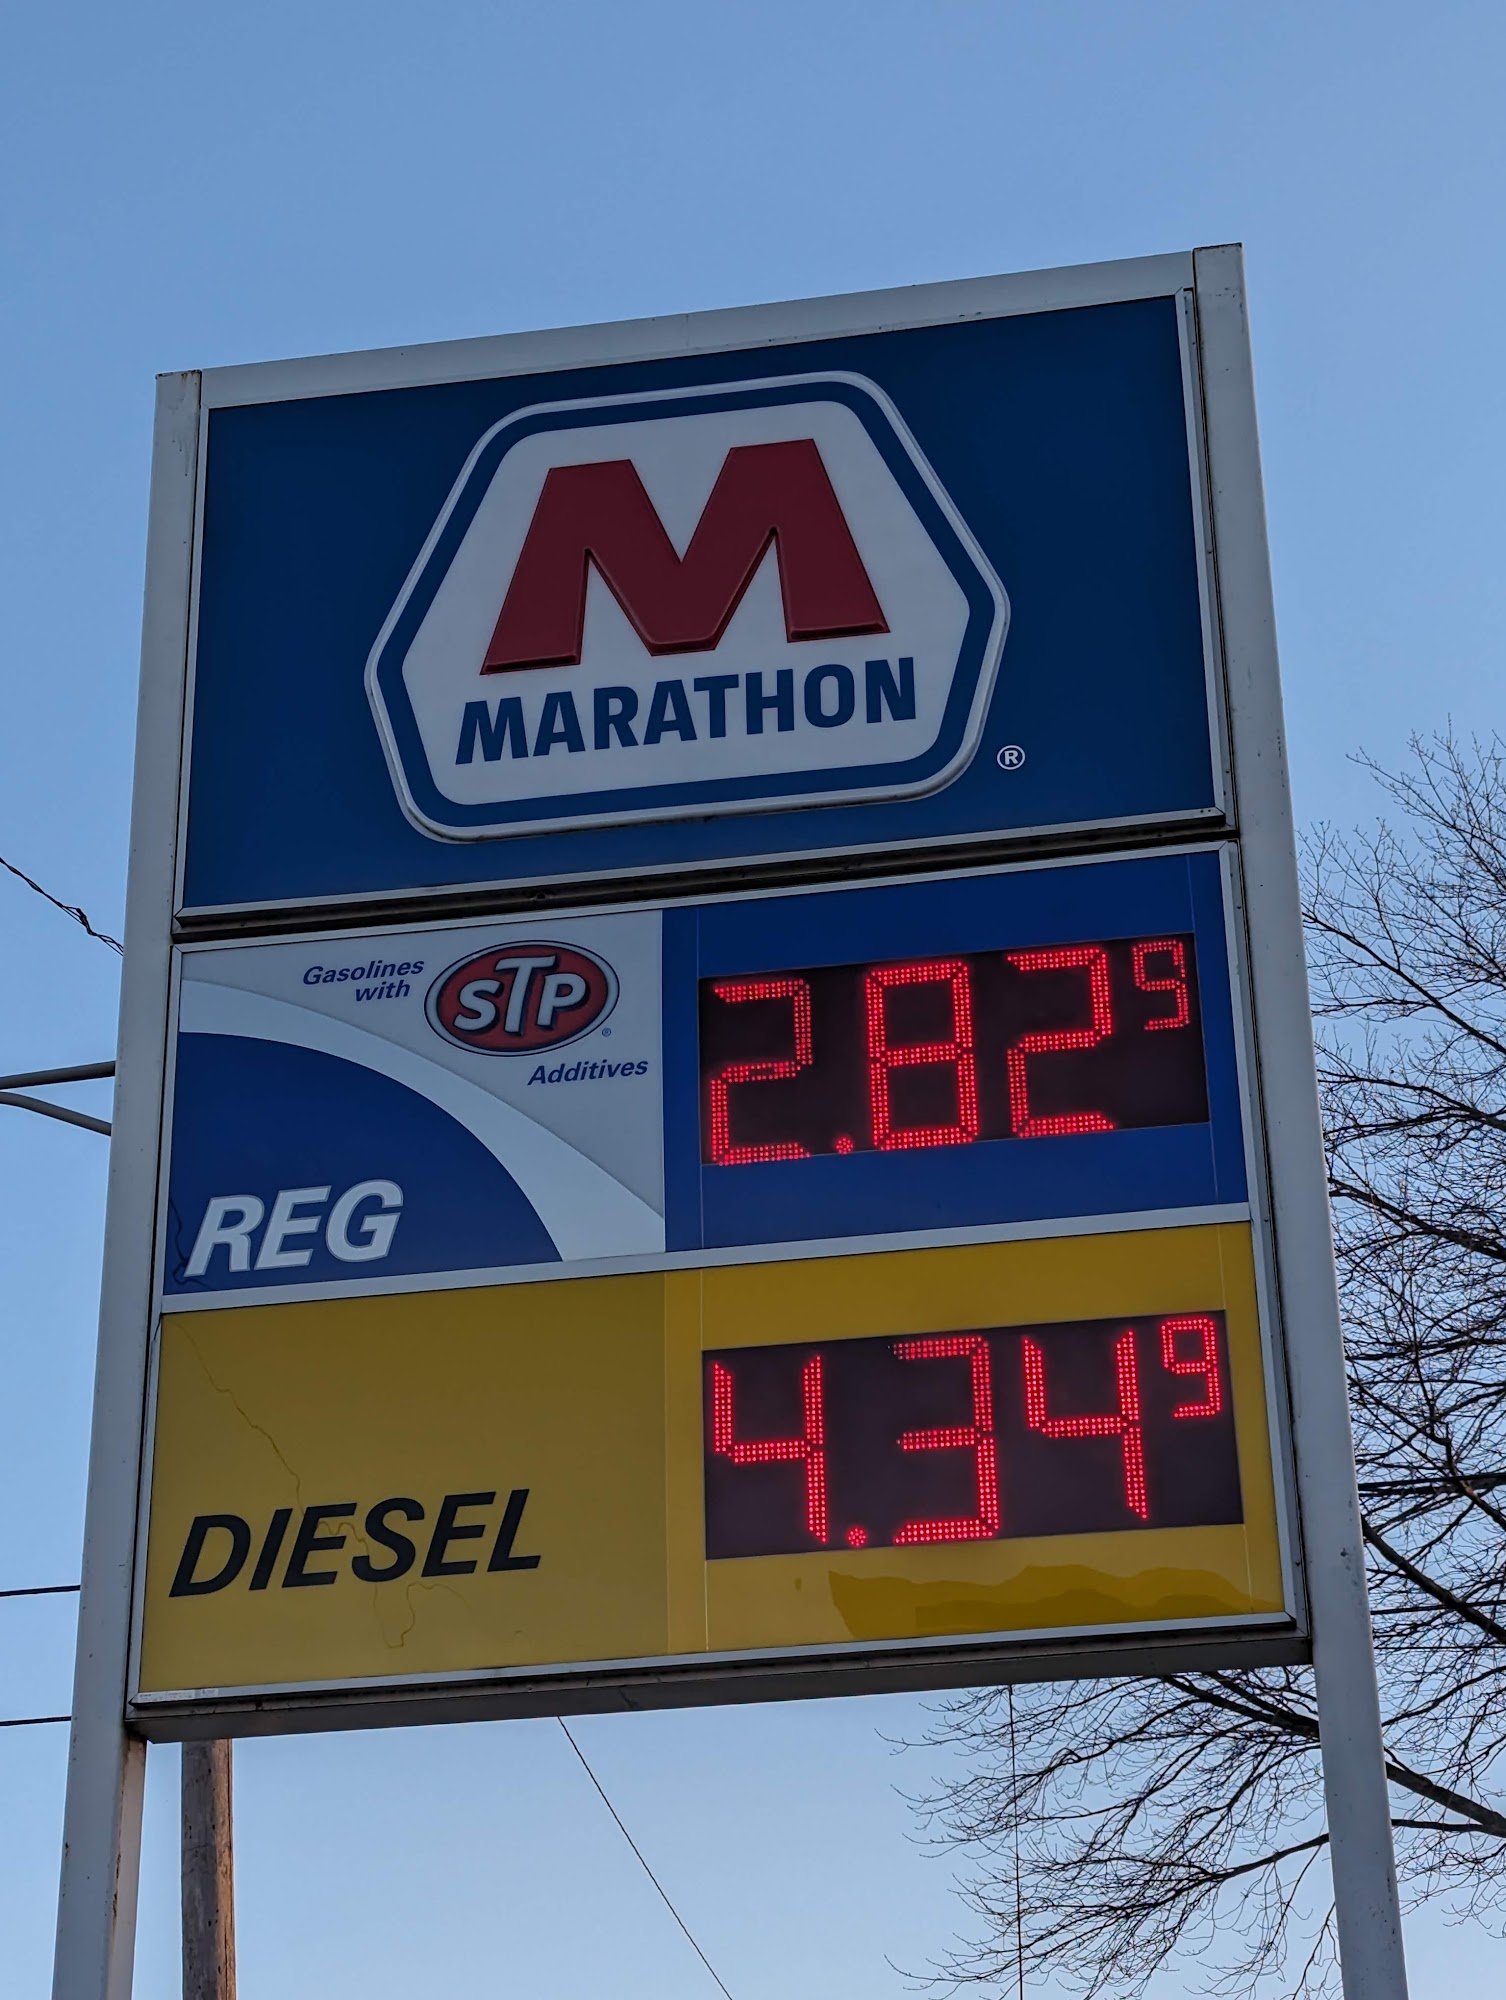 M
MARATHON
®
Gasolines
with
STP®
Additives
REG
2.829
DIESEL
4.349